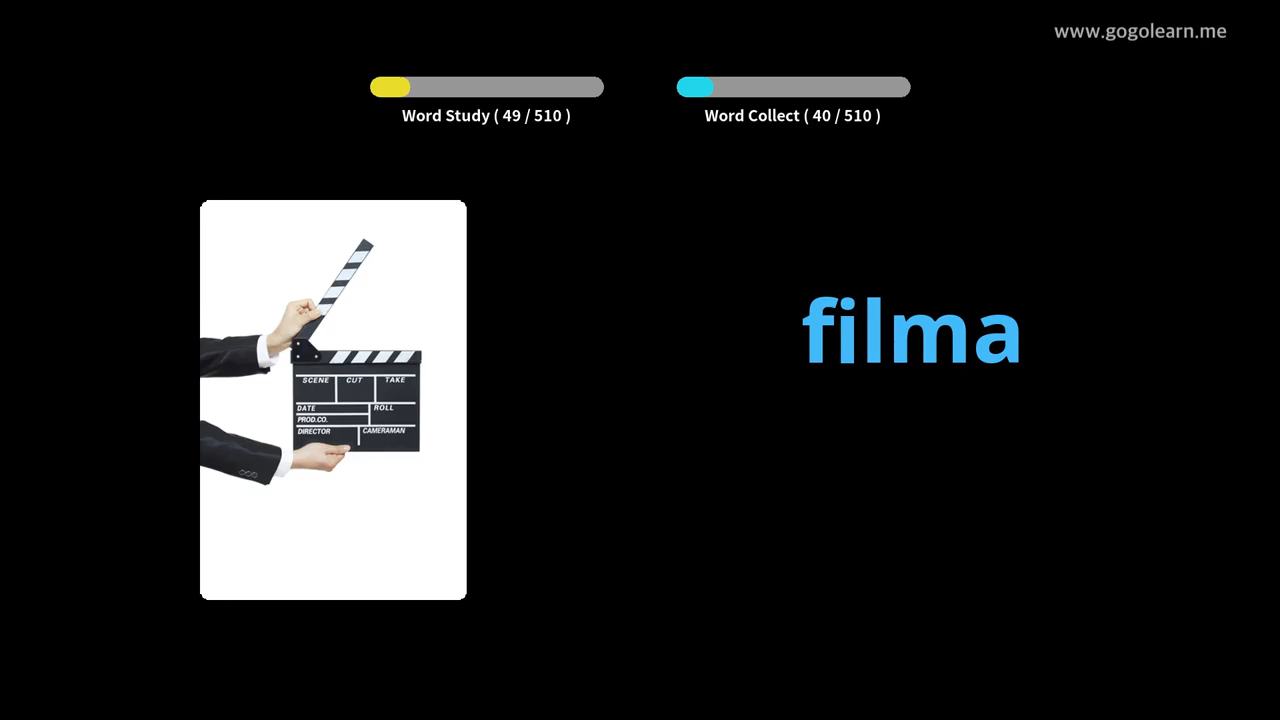 www.gogolearn.me
Word Study ( 49 / 510 )
Word Collect ( 40 / 510 )
SCENE CUT TAKE
DATE ROLL
PROD.CO.
DIRECTOR CAMERAMAN
filma